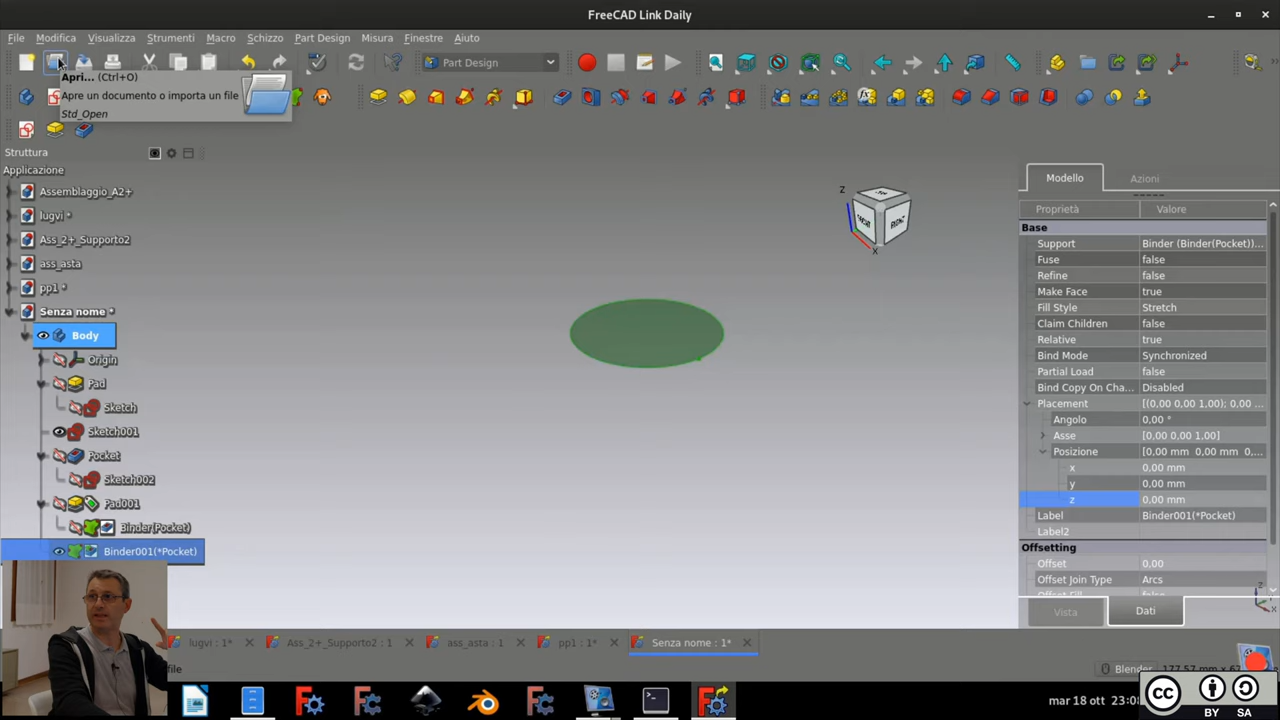 FreeCAD Link Daily
File Modifica Visualizza Strumenti Macro Schizzo Part Design Misura Finestre Aiuto
Part Design
Apri... (Ctrl+O)
Apre un documento o importa un file
Std_Open
Struttura
Applicazione
Assemblaggio_A2+
lugvi *
Ass_2+_Supporto2
ass_asta
pp1 *
Senza nome *
Body
Origin
Pad
Sketch
Sketch001
Pocket
Sketch002
Pad001
Binder(Pocket)
Binder001(*Pocket)
Z
X
Modello Azioni
Proprietà Valore
Base
Support Binder (Binder(Pocket))...
Fuse false
Refine false
Make Face true
Fill Style Stretch
Claim Children false
Relative true
Bind Mode Synchronized
Partial Load false
Bind Copy On Cha... Disabled
Placement [(0,00 0,00 1,00); 0,00 ...
Angolo 0,00 °
Asse [0,00 0,00 1,00]
Posizione [0,00 mm 0,00 mm 0,...
x 0,00 mm
y 0,00 mm
z 0,00 mm
Label Binder001(*Pocket)
Label2
Offsetting
Offset 0,00
Offset Join Type Arcs
Vista Dati
lugvi : 1* Ass_2+_Supporto2 : 1 ass_asta : 1 pp1 : 1* Senza nome : 1*
file
Blender
mar 18 ott
CC BY SA